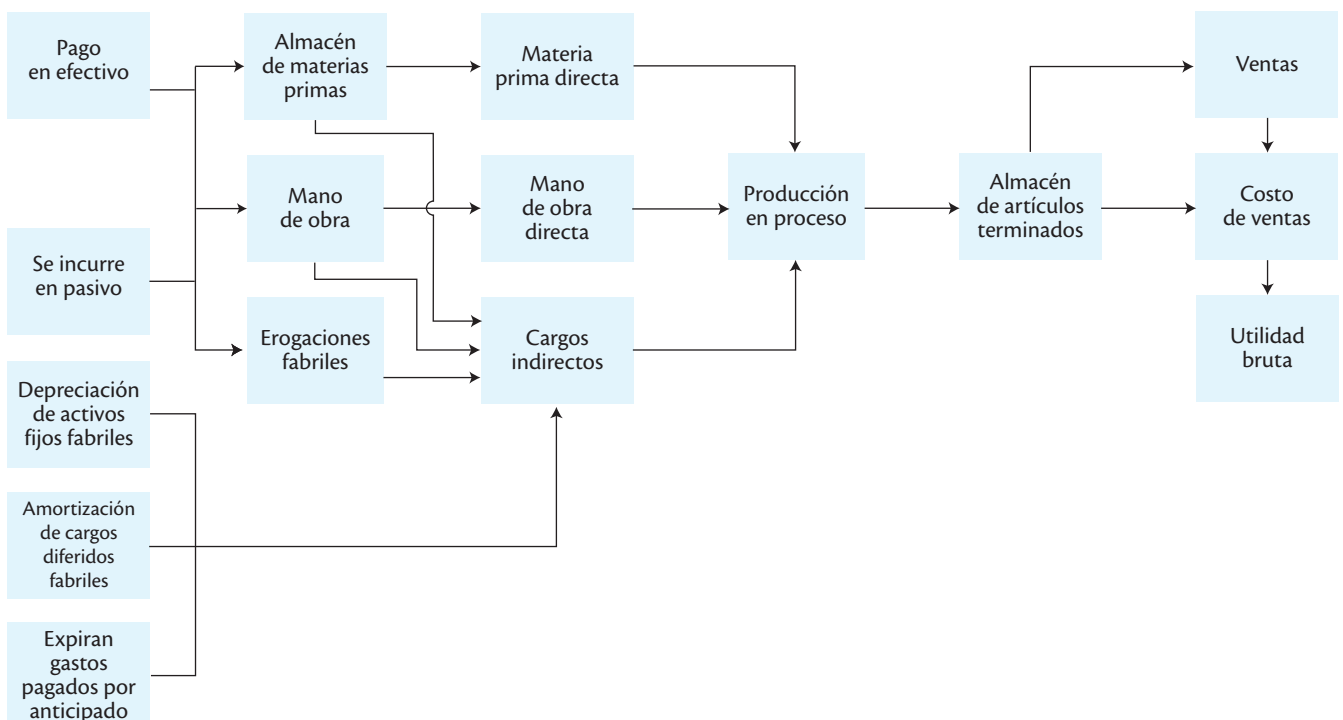 Pago
en efectivo
Almacén
de materias
primas
Materia
prima directa
Ventas
Mano
de obra
Mano
de obra
directa
Producción
en proceso
Almacén
de artículos
terminados
Costo
de ventas
Se incurre
en pasivo
Erogaciones
fabriles
Cargos
indirectos
Utilidad
bruta
Depreciación
de activos
fijos fabriles
Amortización
de cargos
diferidos
fabriles
Expiran
gastos
pagados por
anticipado